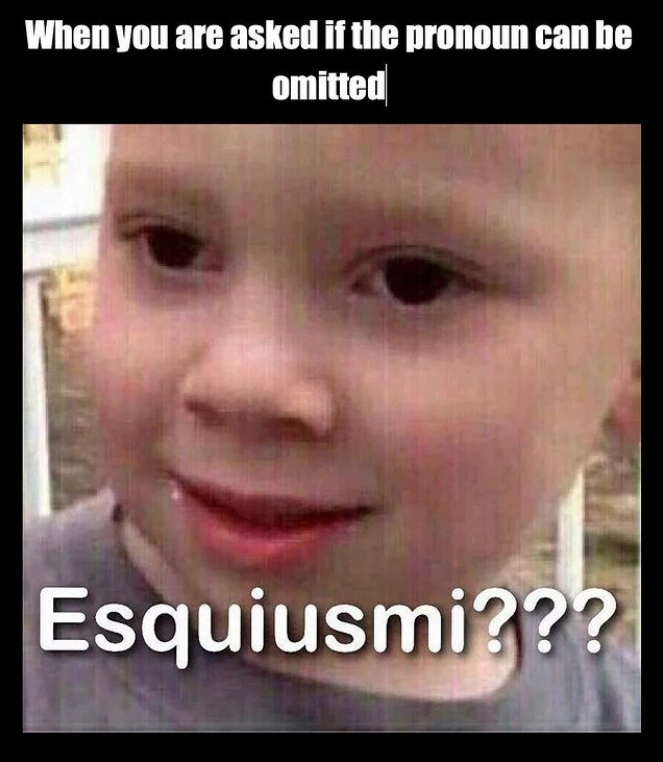 When you are asked if the pronoun can be
omitted
Esquiusmi???